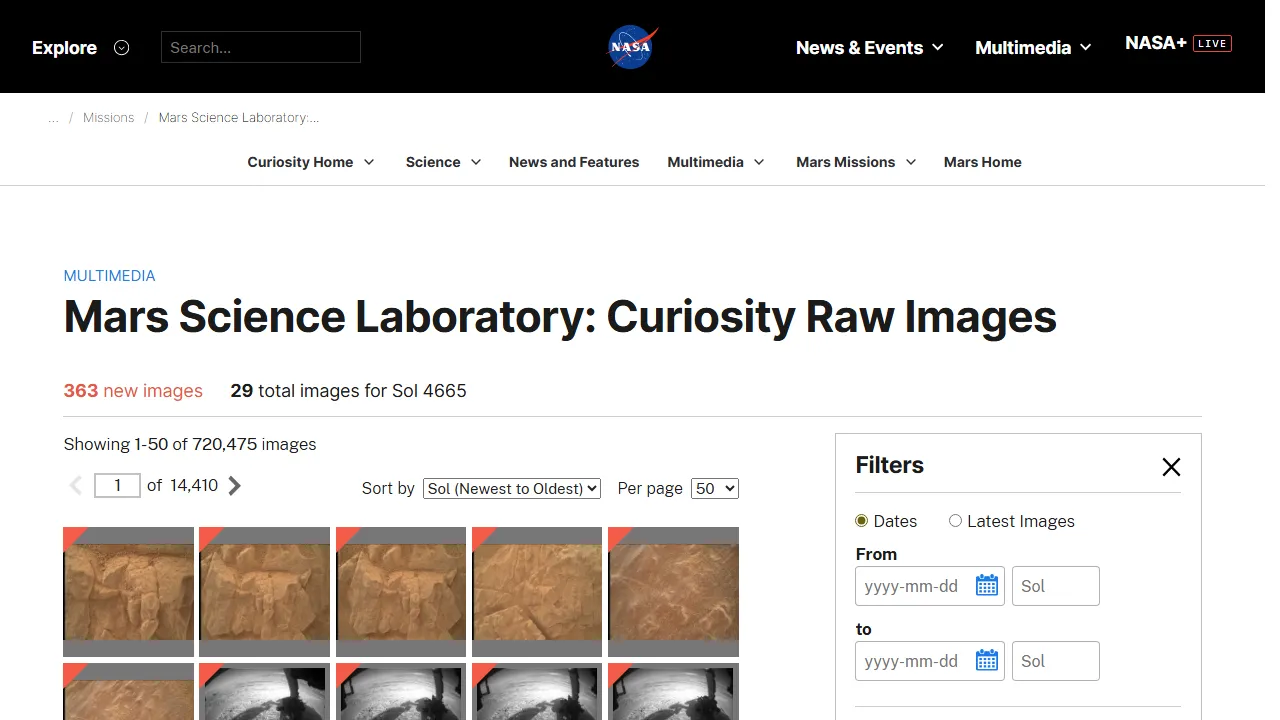 Explore
Search...
NASA
News & Events
Multimedia
NASA+ LIVE
... / Missions / Mars Science Laboratory:...
Curiosity Home
Science
News and Features
Multimedia
Mars Missions
Mars Home
MULTIMEDIA
Mars Science Laboratory: Curiosity Raw Images
363 new images
29 total images for Sol 4665
Showing 1-50 of 720,475 images
1 of 14,410
Sort by Sol (Newest to Oldest)
Per page 50
Filters
Dates
Latest Images
From
yyyy-mm-dd
Sol
to
yyyy-mm-dd
Sol